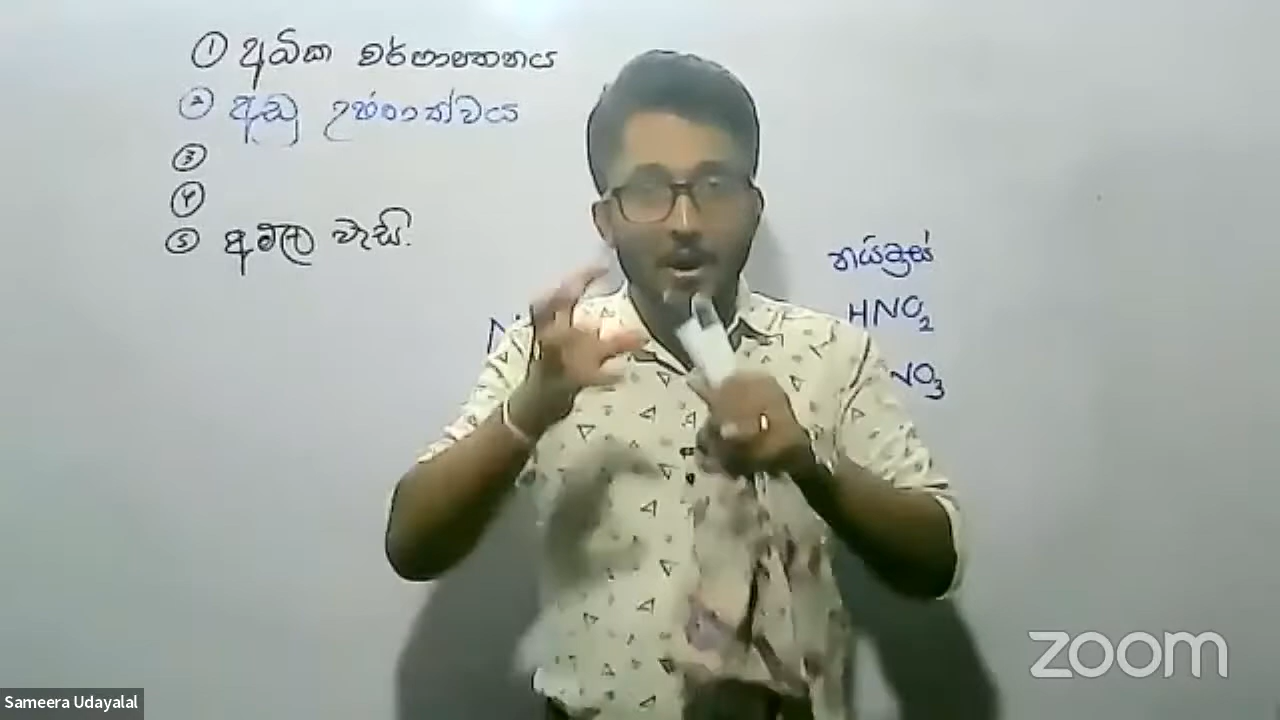 ① අධික වර්ෂාපතනය
② අඩු උෂ්ණත්වය
③
④
⑤ අම්ල වැසි.
නයිට්‍රස්
HNO₂
NO₃
zoom
Sameera Udayalal